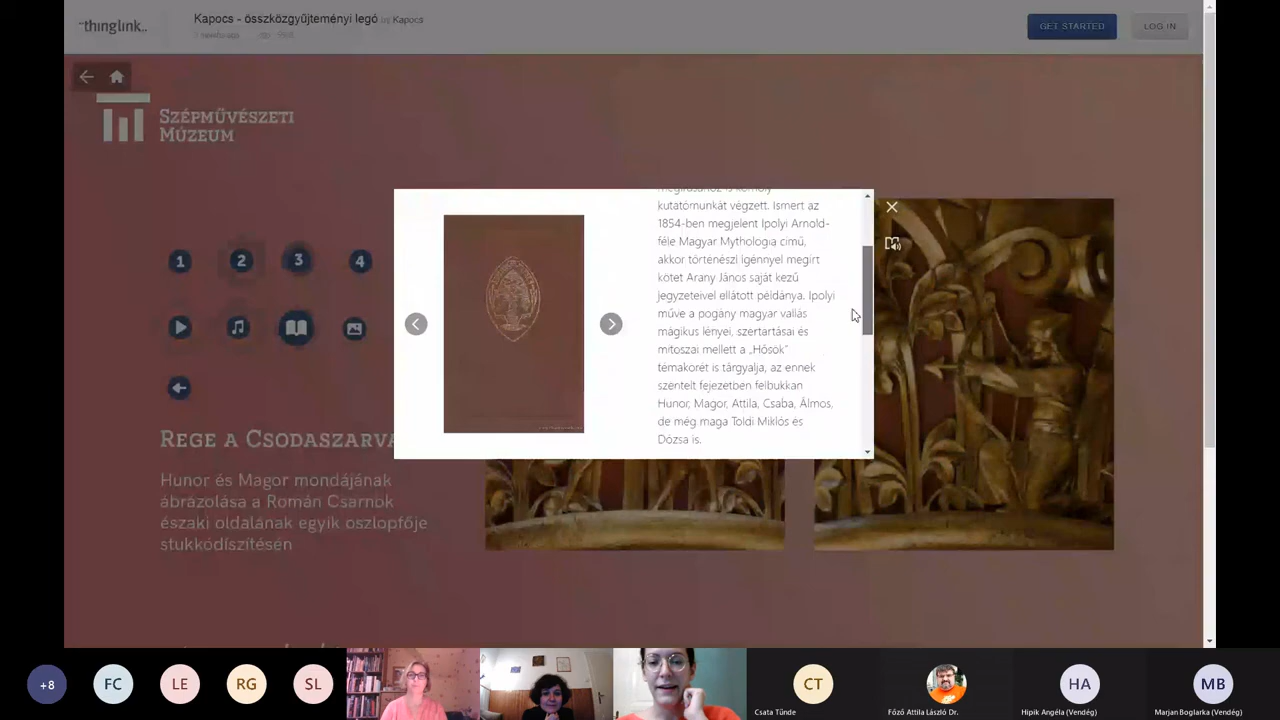 thinglink..
Kapocs - összközgyűjteményi legó by Kapocs
GET STARTED
LOG IN
SZÉPMŰVÉSZETI
MÚZEUM
1 2 3 4
REGE A CSODASZARVA
Hunor és Magor mondájának
ábrázolása a Román Csarnok
északi oldalának egyik oszlopfője
stukkódíszítésén
kutatómunkát végzett. Ismert az
1854-ben megjelent Ipolyi Arnold-
féle Magyar Mythologia című,
akkor történészi igénnyel megírt
kötet Arany János saját kezű
jegyzeteivel ellátott példánya. Ipolyi
műve a pogány magyar vallás
mágikus lényei, szertartásai és
mítoszai mellett a „Hősök”
témakörét is tárgyalja, az ennek
szentelt fejezetben felbukkan
Hunor, Magor, Attila, Csaba, Álmos,
de még maga Toldi Miklós és
Dózsa is.
+8
FC
LE
RG
SL
CT
Csata Tünde
Főző Attila László Dr.
HA
Hipik Angéla (Vendég)
MB
Marjan Boglarka (Vendég)